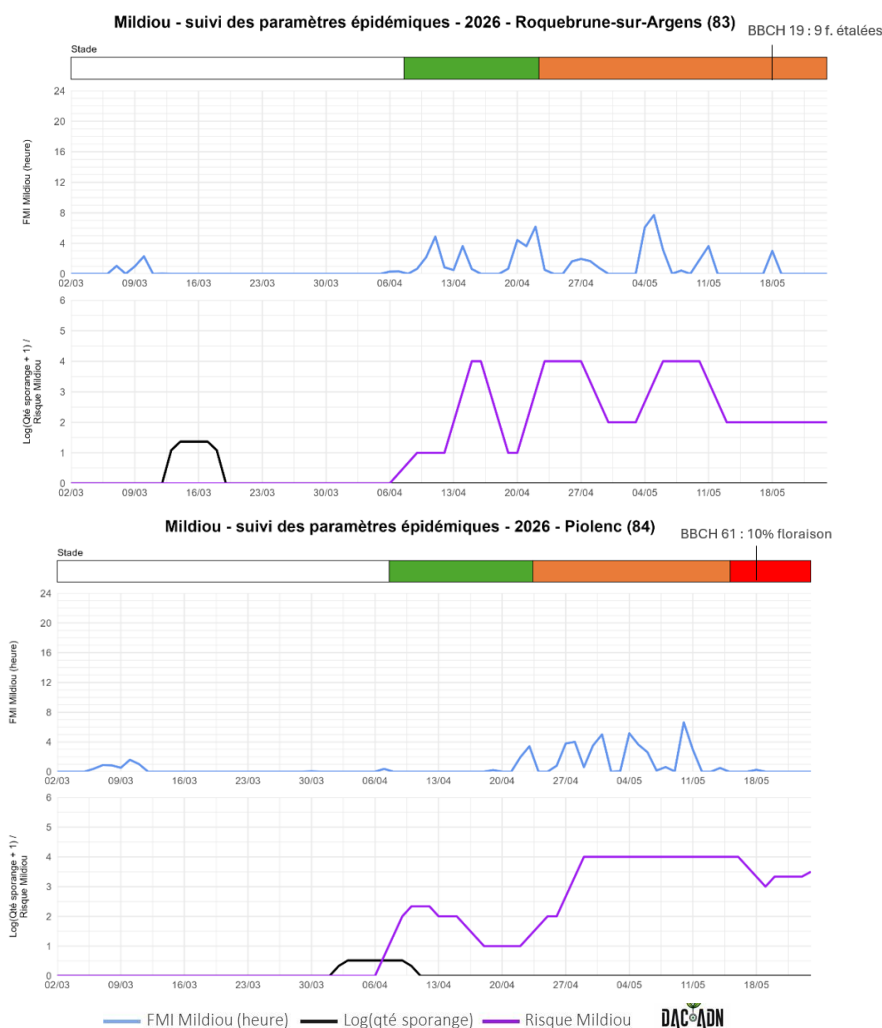 Mildiou - suivi des paramètres épidémiques - 2026 - Roquebrune-sur-Argens (83)
BBCH 19 : 9 f. étalées
Stade
FMI Mildiou (heure)
24
20
16
12
8
4
0
02/03 09/03 16/03 23/03 30/03 06/04 13/04 20/04 27/04 04/05 11/05 18/05
Log(Qté sporange + 1) /
Risque Mildiou
6
5
4
3
2
1
0
02/03 09/03 16/03 23/03 30/03 06/04 13/04 20/04 27/04 04/05 11/05 18/05
Mildiou - suivi des paramètres épidémiques - 2026 - Piolenc (84)
BBCH 61 : 10% floraison
Stade
FMI Mildiou (heure)
24
20
16
12
8
4
0
02/03 09/03 16/03 23/03 30/03 06/04 13/04 20/04 27/04 04/05 11/05 18/05
Log(Qté sporange + 1) /
Risque Mildiou
6
5
4
3
2
1
0
02/03 09/03 16/03 23/03 30/03 06/04 13/04 20/04 27/04 04/05 11/05 18/05
FMI Mildiou (heure) Log(qté sporange) Risque Mildiou
DAC ADN